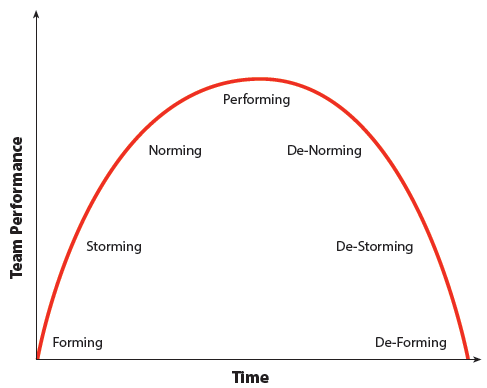 Performing
Norming
De-Norming
Storming
De-Storming
Forming
De-Forming
Team Performance
Time